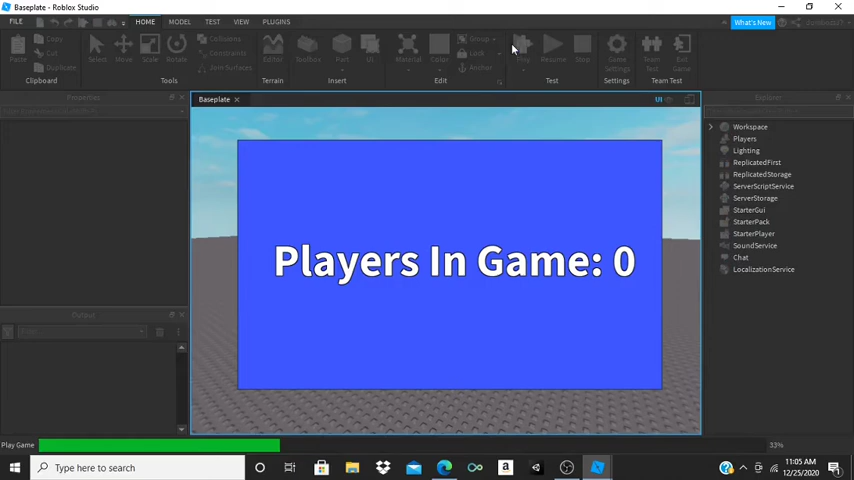 Baseplate - Roblox Studio
FILE
HOME
MODEL
TEST
VIEW
PLUGINS
What's New
Copy
Cut
Duplicate
Paste
Clipboard
Select
Move
Scale
Rotate
Collisions
Constraints
Join Surfaces
Tools
Editor
Terrain
Toolbox
Part
UI
Insert
Material
Color
Group
Lock
Anchor
Edit
Play
Resume
Stop
Test
Game
Settings
Settings
Team
Test
Exit
Game
Team Test
Properties
Baseplate
UI
Explorer
Players In Game: 0
Workspace
Players
Lighting
ReplicatedFirst
ReplicatedStorage
ServerScriptService
ServerStorage
StarterGui
StarterPack
StarterPlayer
SoundService
Chat
LocalizationService
Output
Play Game
33%
Type here to search
11:05 AM
12/25/2020